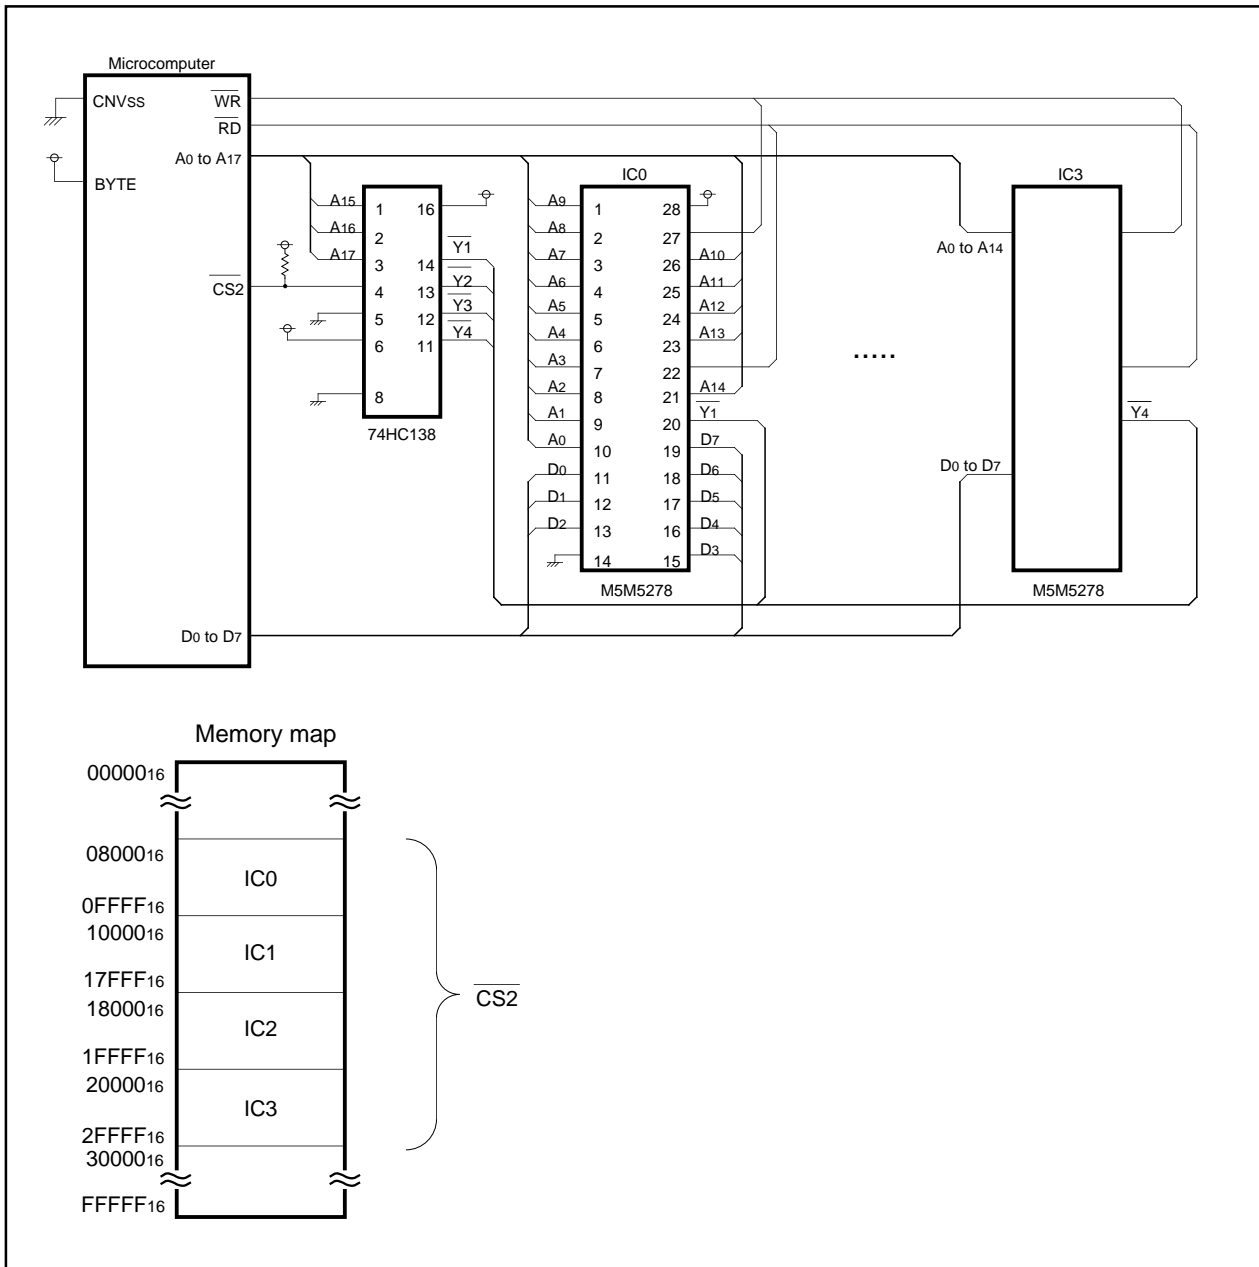 Microcomputer
CNVSS
WR
RD
A0 to A17
BYTE
CS2
D0 to D7
A15
A16
A17
1
2
3
4
5
6
8
16
14
13
12
11
Y1
Y2
Y3
Y4
74HC138
IC0
A9
A8
A7
A6
A5
A4
A3
A2
A1
A0
D0
D1
D2
1
2
3
4
5
6
7
8
9
10
11
12
13
14
28
27
26
25
24
23
22
21
20
19
18
17
16
15
A10
A11
A12
A13
A14
Y1
D7
D6
D5
D4
D3
M5M5278
.....
IC3
A0 to A14
D0 to D7
Y4
M5M5278
Memory map
0000016
0800016
IC0
0FFFF16
1000016
IC1
17FFF16
1800016
IC2
1FFFF16
2000016
IC3
2FFFF16
3000016
FFFFF16
CS2